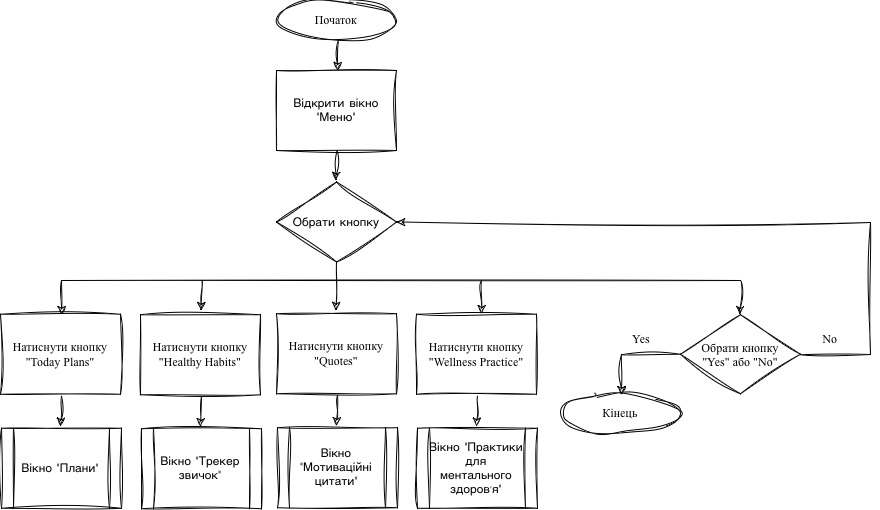 Початок
Відкрити вікно
"Меню"
Обрати кнопку
Натиснути кнопку
"Today Plans"
Натиснути кнопку
"Healthy Habits"
Натиснути кнопку
"Quotes"
Натиснути кнопку
"Wellness Practice"
Обрати кнопку
"Yes" або "No"
Yes
No
Кінець
Вікно "Плани"
Вікно "Трекер
звичок"
Вікно
"Мотиваційні
цитати"
Вікно "Практики
для
ментального
здоров'я"